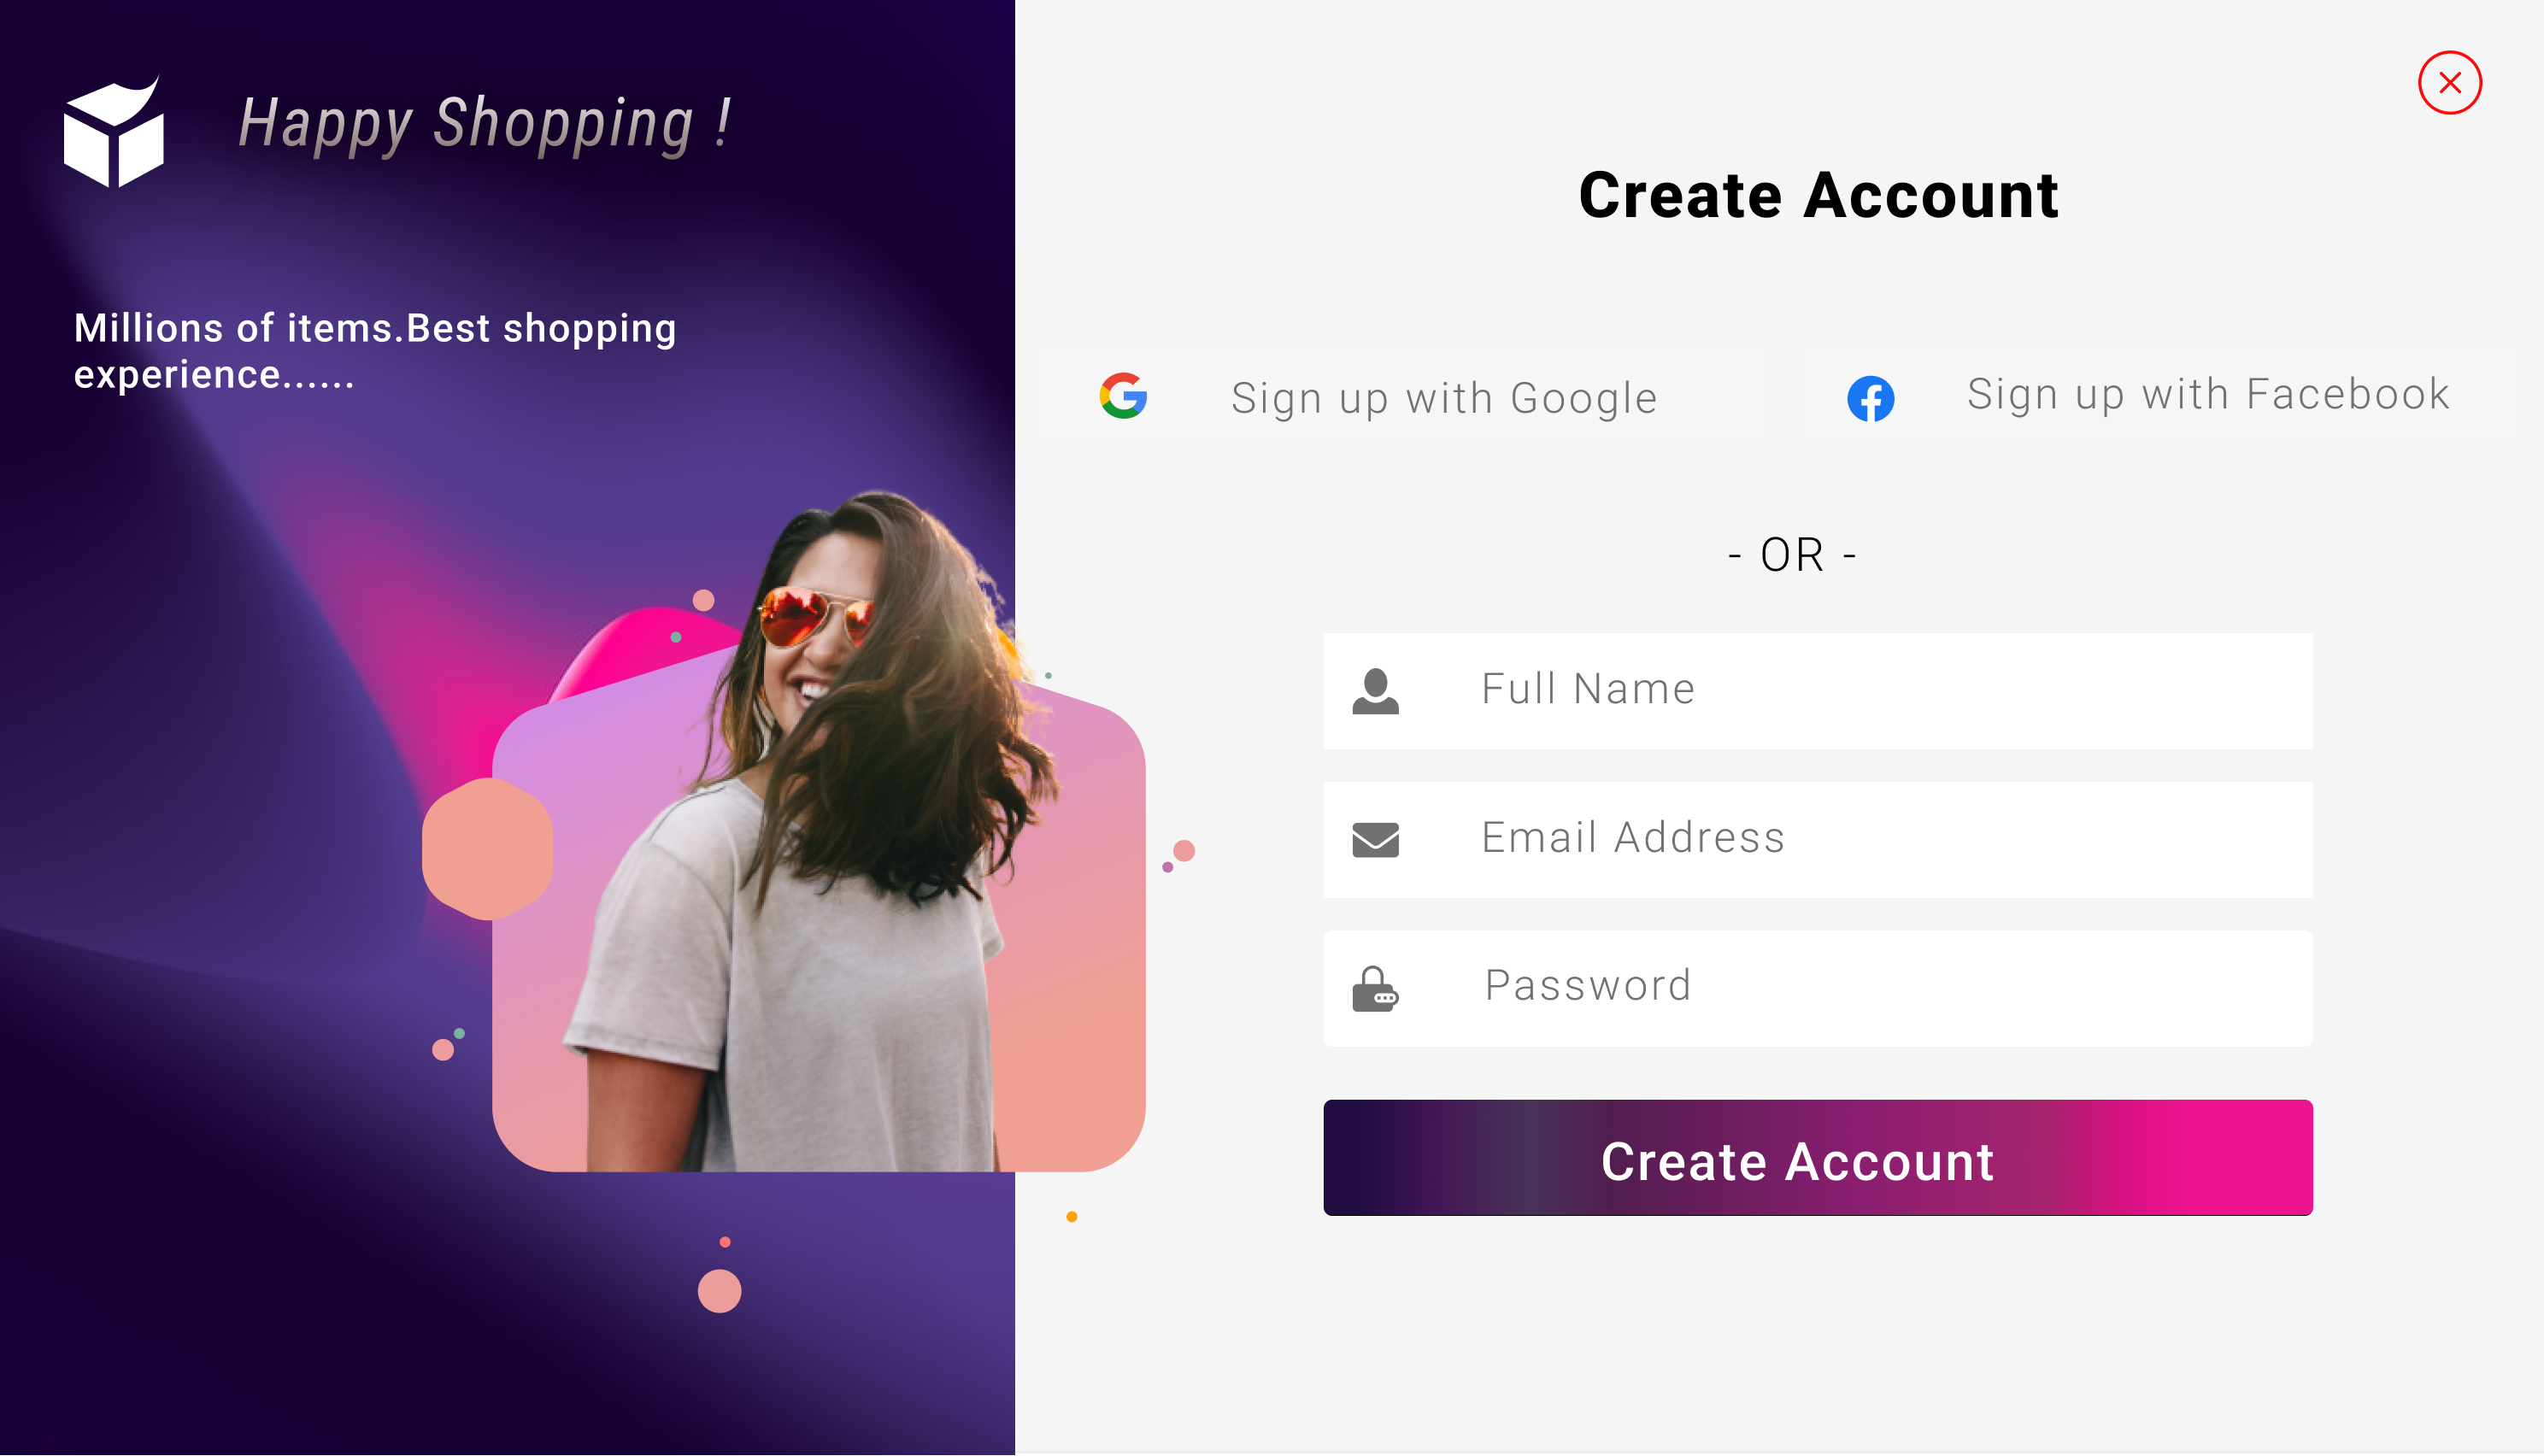 Happy Shopping !
Millions of items.Best shopping
experience......
Create Account
Sign up with Google
Sign up with Facebook
- OR -
Full Name
Email Address
Password
Create Account